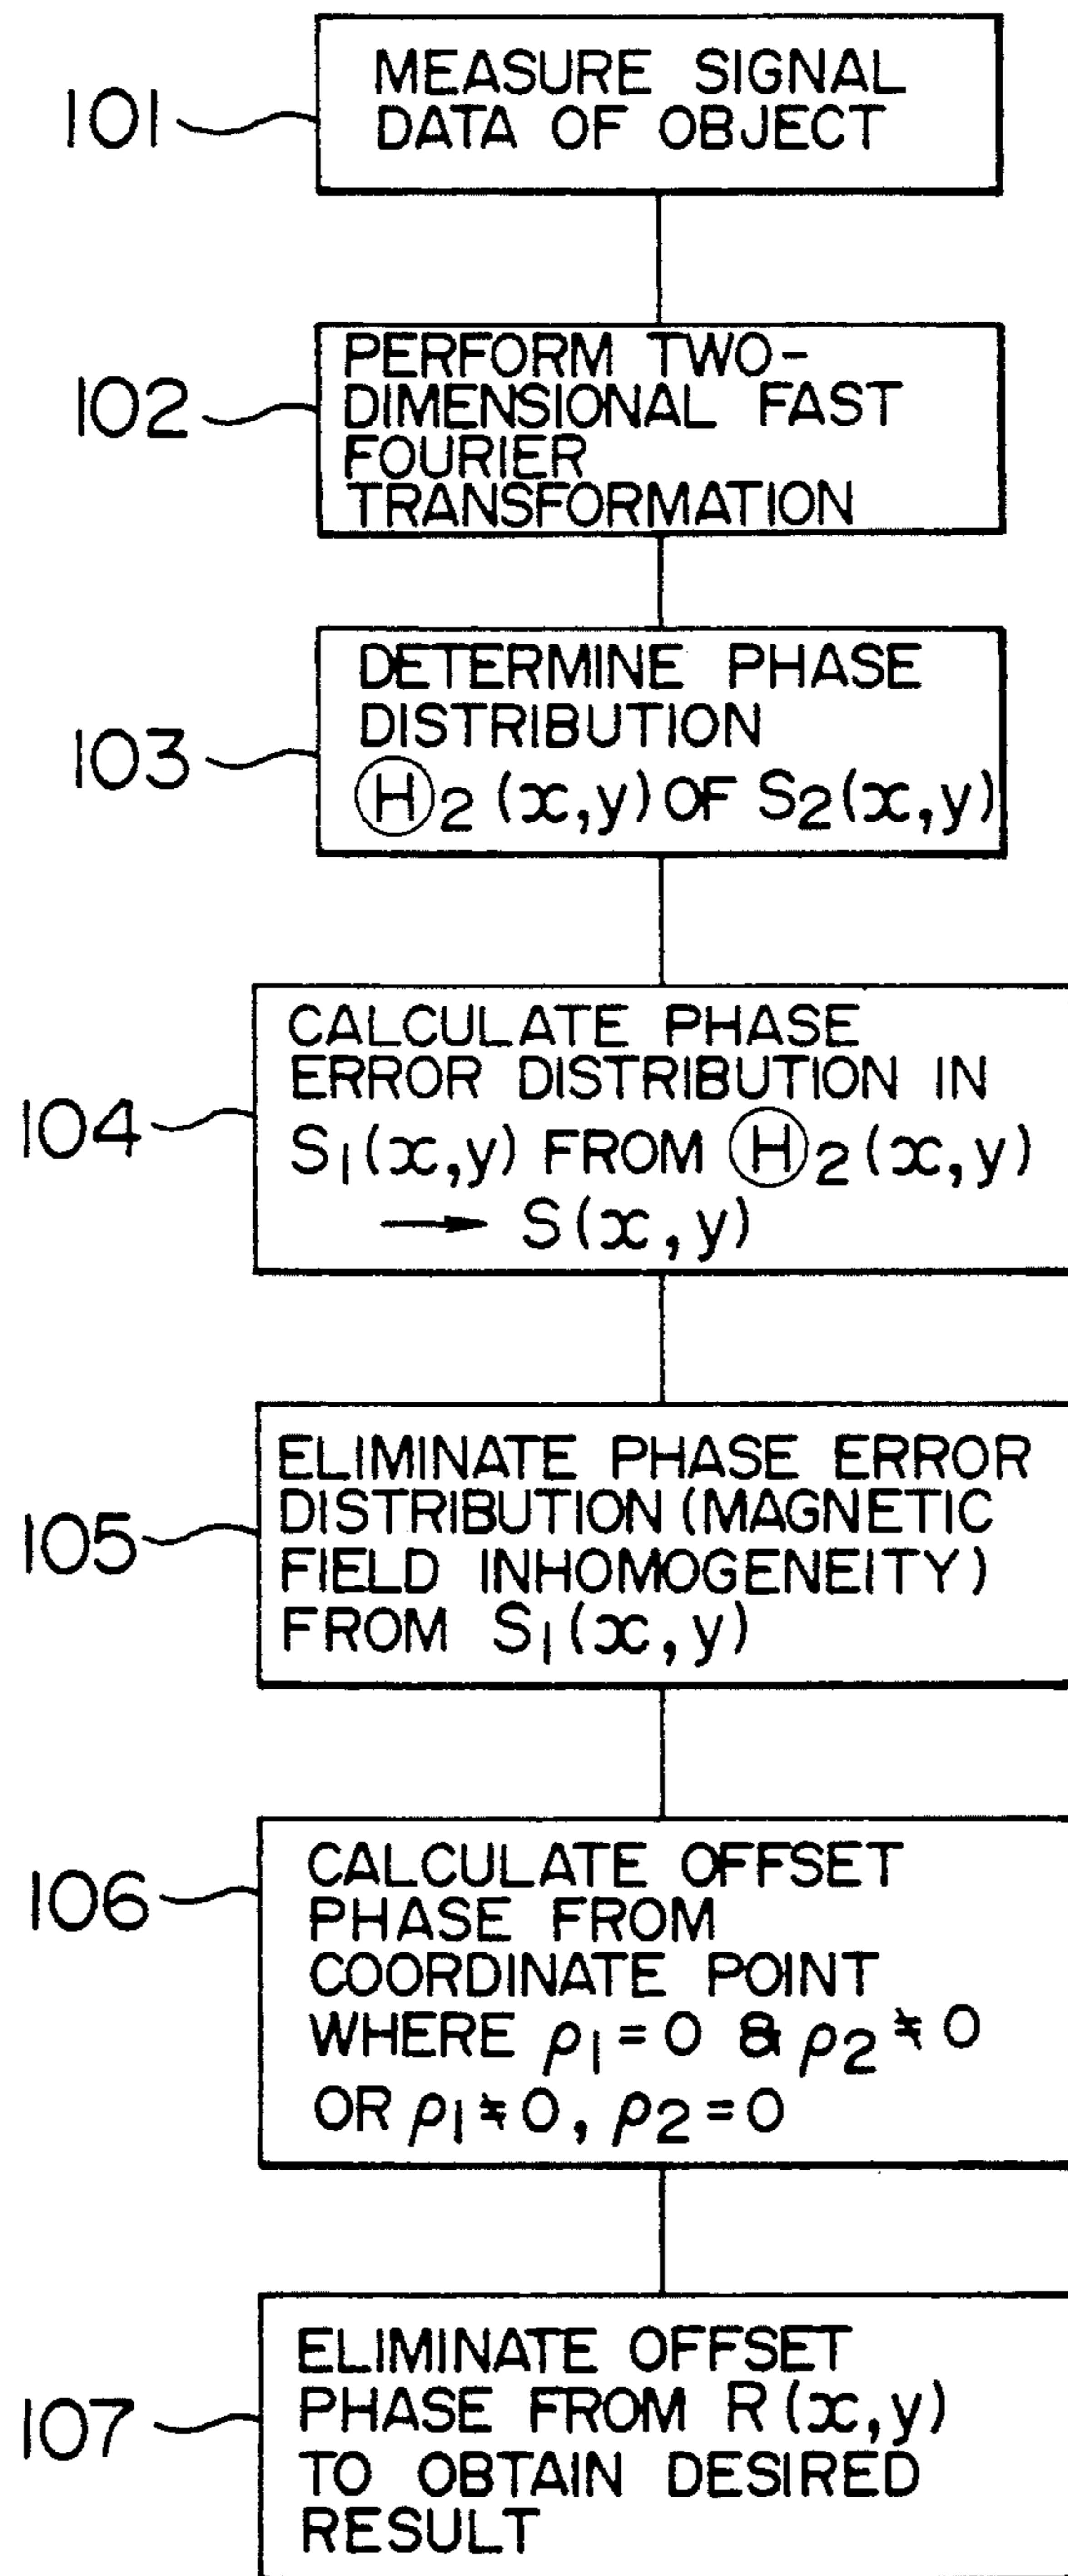 101
MEASURE SIGNAL
DATA OF OBJECT
102
PERFORM TWO-
DIMENSIONAL FAST
FOURIER
TRANSFORMATION
103
DETERMINE PHASE
DISTRIBUTION
Ⓗ2 (x,y) OF S2(x,y)
104
CALCULATE PHASE
ERROR DISTRIBUTION IN
S1(x,y) FROM Ⓗ2 (x,y)
→ S(x,y)
105
ELIMINATE PHASE ERROR
DISTRIBUTION (MAGNETIC
FIELD INHOMOGENEITY)
FROM S1(x,y)
106
CALCULATE OFFSET
PHASE FROM
COORDINATE POINT
WHERE ρ1=0 & ρ2≠0
OR ρ1≠0, ρ2=0
107
ELIMINATE OFFSET
PHASE FROM R(x,y)
TO OBTAIN DESIRED
RESULT